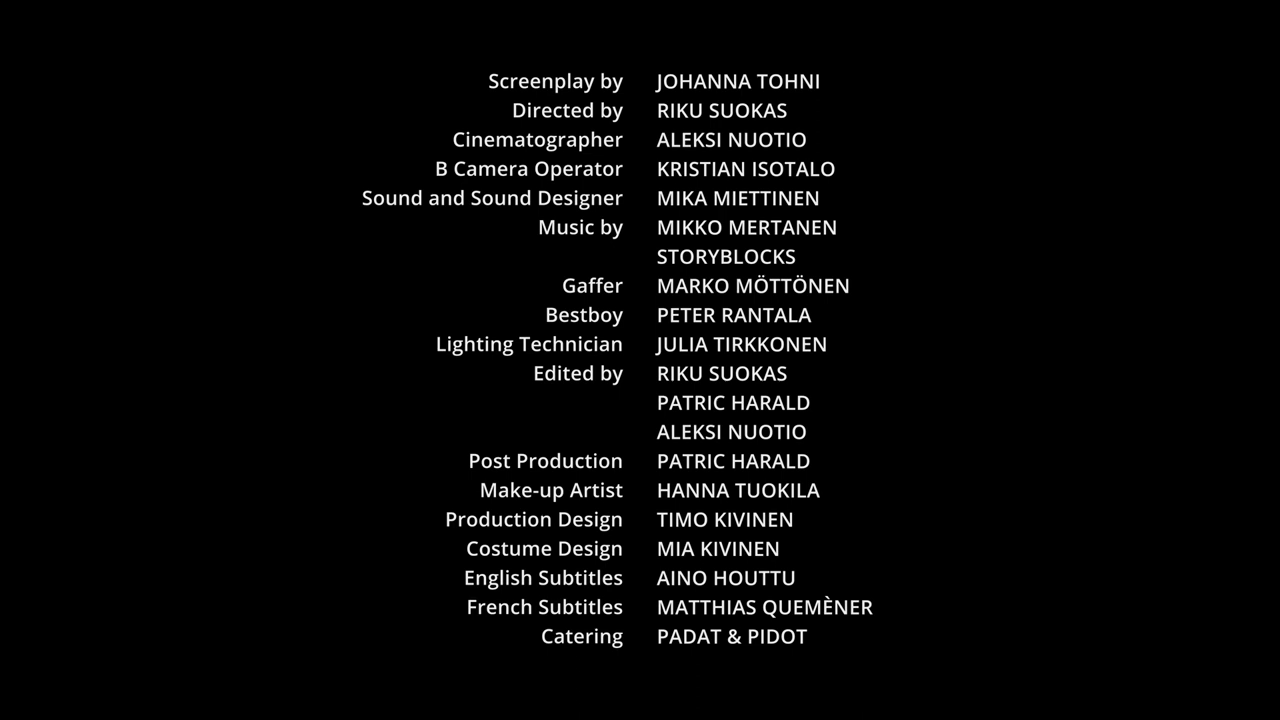 Screenplay by JOHANNA TOHNI
Directed by RIKU SUOKAS
Cinematographer ALEKSI NUOTIO
B Camera Operator KRISTIAN ISOTALO
Sound and Sound Designer MIKA MIETTINEN
Music by MIKKO MERTANEN
STORYBLOCKS
Gaffer MARKO MÖTTÖNEN
Bestboy PETER RANTALA
Lighting Technician JULIA TIRKKONEN
Edited by RIKU SUOKAS
PATRIC HARALD
ALEKSI NUOTIO
Post Production PATRIC HARALD
Make-up Artist HANNA TUOKILA
Production Design TIMO KIVINEN
Costume Design MIA KIVINEN
English Subtitles AINO HOUTTU
French Subtitles MATTHIAS QUEMÈNER
Catering PADAT & PIDOT